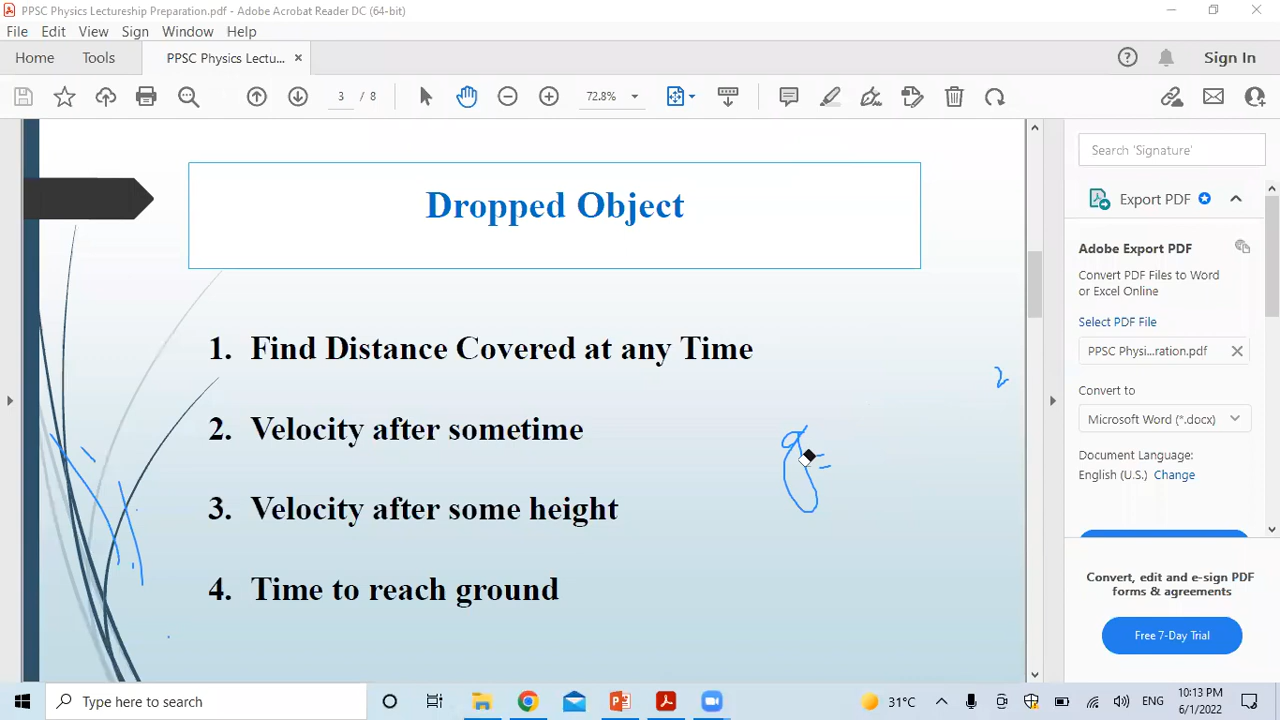 PPSC Physics Lectureship Preparation.pdf - Adobe Acrobat Reader DC (64-bit)
File Edit View Sign Window Help
Home Tools PPSC Physics Lectu... ×
? Sign In
3 / 8 72.8%
Dropped Object
1. Find Distance Covered at any Time
2. Velocity after sometime
3. Velocity after some height
4. Time to reach ground
2
g =
Search 'Signature'
Export PDF
Adobe Export PDF
Convert PDF Files to Word
or Excel Online
Select PDF File
PPSC Physi...ration.pdf
Convert to
Microsoft Word (*.docx)
Document Language:
English (U.S.) Change
Convert, edit and e-sign PDF
forms & agreements
Free 7-Day Trial
Type here to search
31°C ENG
10:13 PM
6/1/2022